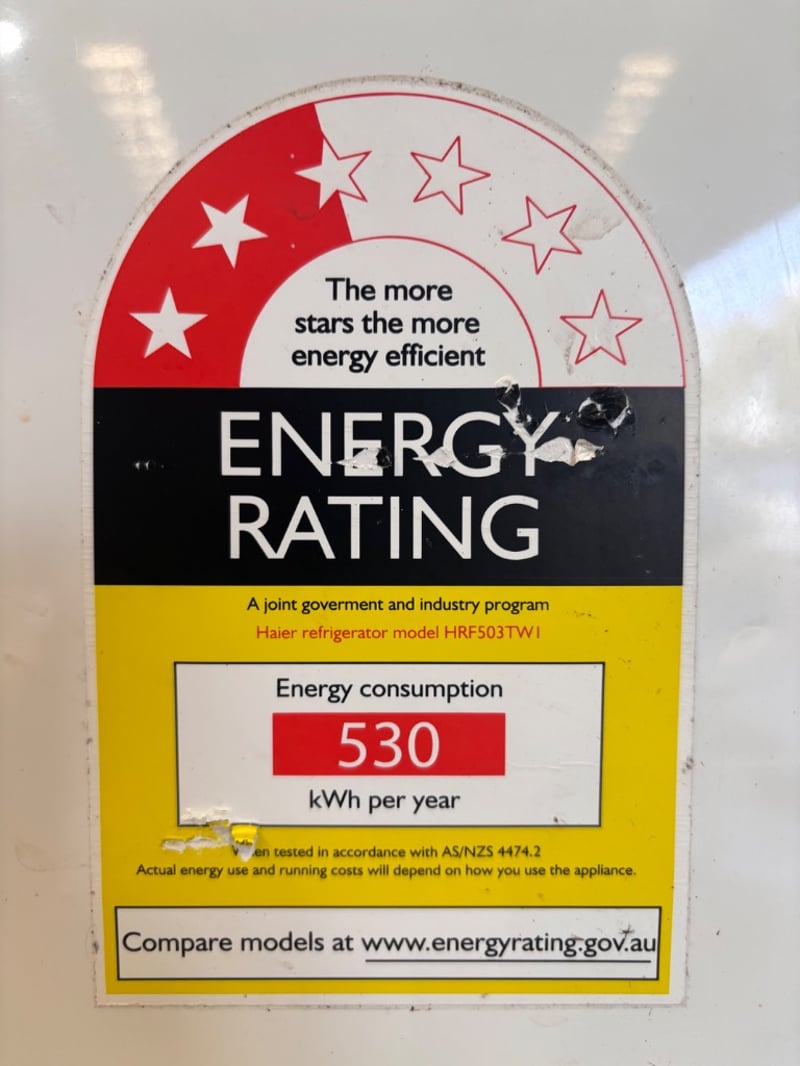 The more
stars the more
energy efficient
ENERGY
RATING
A joint goverment and industry program
Haier refrigerator model HRF503TW1
Energy consumption
530
kWh per year
tested in accordance with AS/NZS 4474.2
Actual energy use and running costs will depend on how you use the appliance.
Compare models at www.energyrating.gov.au